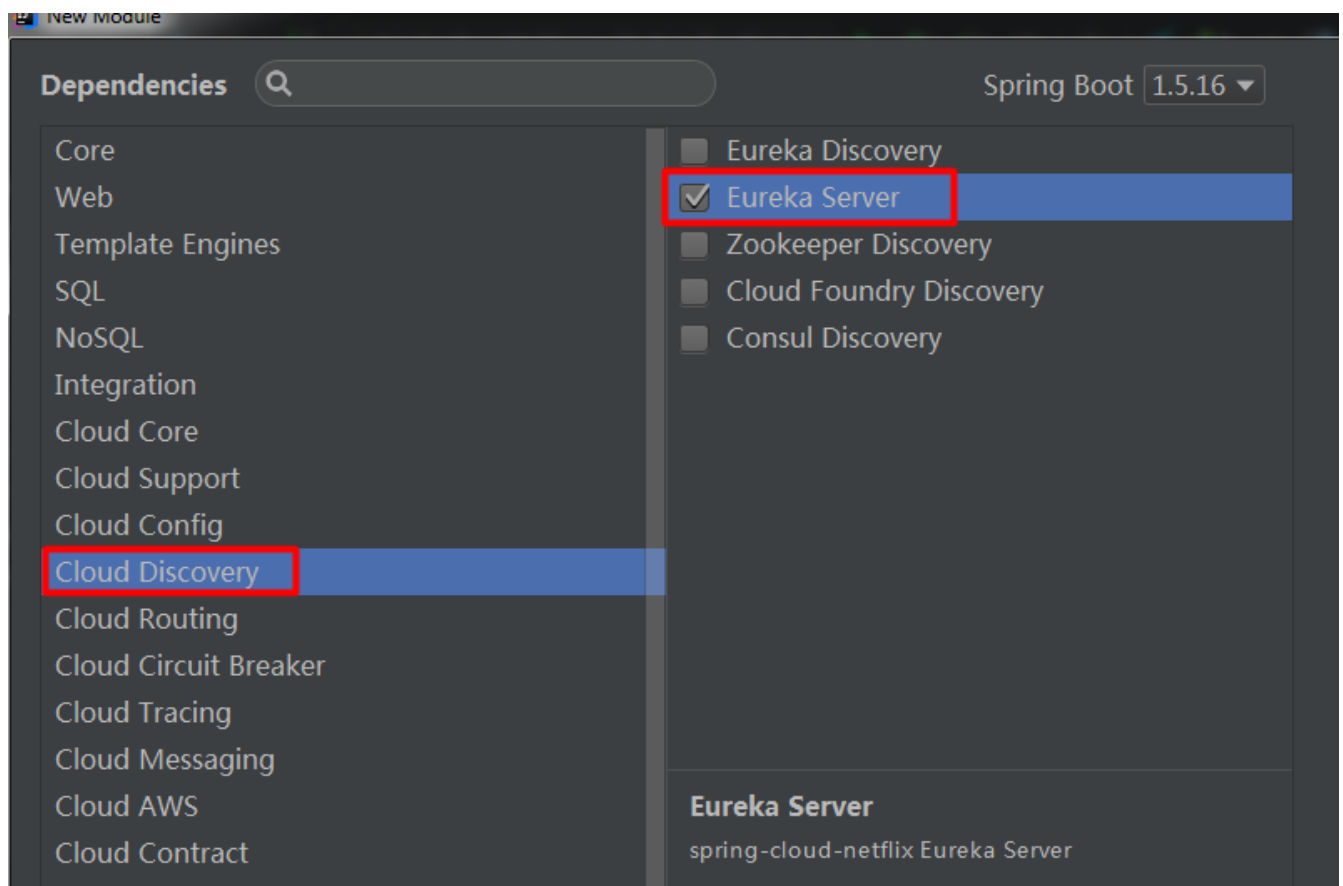 New Module
Dependencies
Spring Boot 1.5.16
Core
Web
Template Engines
SQL
NoSQL
Integration
Cloud Core
Cloud Support
Cloud Config
Cloud Discovery
Cloud Routing
Cloud Circuit Breaker
Cloud Tracing
Cloud Messaging
Cloud AWS
Cloud Contract
Eureka Discovery
Eureka Server
Zookeeper Discovery
Cloud Foundry Discovery
Consul Discovery
Eureka Server
spring-cloud-netflix Eureka Server